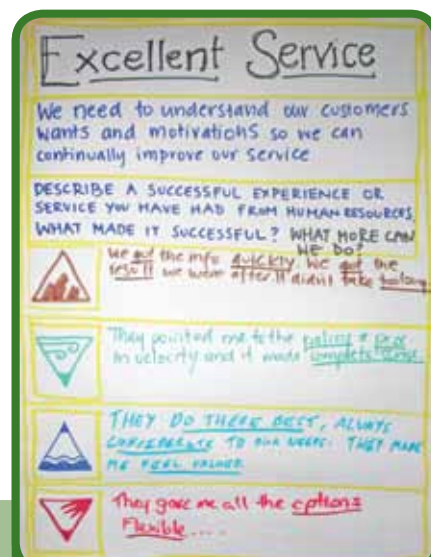 Excellent Service
We need to understand our customers
wants and motivations so we can
continually improve our service
DESCRIBE A SUCCESSFUL EXPERIENCE OR
SERVICE YOU HAVE HAD FROM HUMAN RESOURCES.
WHAT MADE IT SUCCESSFUL? WHAT MORE CAN
WE DO?
We got the info quickly. We got the
result we were after It didn't take too long
They pointed me to the policy &
in velocity and it made complete sense.
THEY DO THERE BEST, ALWAYS
CONSIDERATE TO OUR NEEDS. THEY MADE
ME FEEL VALUED
They gave me all the options
Flexible ....